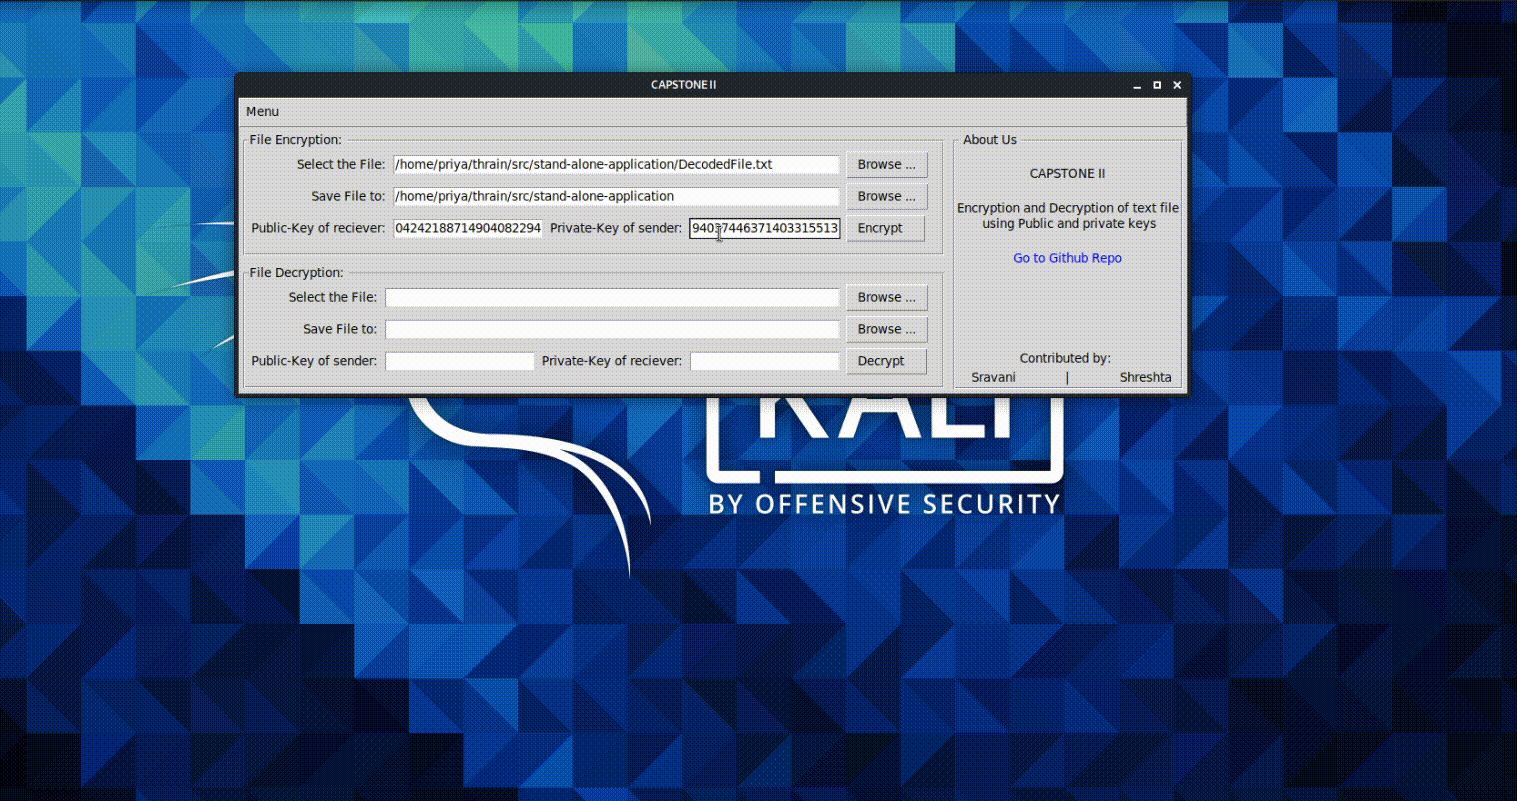 CAPSTONE II
Menu
File Encryption:
Select the File: /home/priya/thrain/src/stand-alone-application/DecodedFile.txt Browse ...
Save File to: /home/priya/thrain/src/stand-alone-application Browse ...
Public-Key of reciever: 04242188714904082294 Private-Key of sender: Encrypt
File Decryption:
Select the File: Browse ...
Save File to: Browse ...
Public-Key of sender: Private-Key of reciever: Decrypt
About Us
CAPSTONE II
Encryption and Decryption of text file
using Public and private keys
Go to Github Repo
Contributed by:
Sravani | Shreshta
KALI
BY OFFENSIVE SECURITY